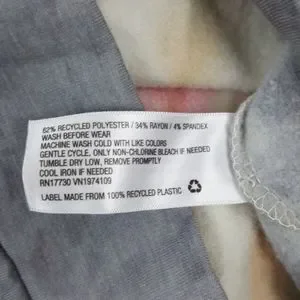 62% RECYCLED POLYESTER / 34% RAYON / 4% SPANDEX
WASH BEFORE WEAR
MACHINE WASH COLD WITH LIKE COLORS
GENTLE CYCLE, ONLY NON-CHLORINE BLEACH IF NEEDED
TUMBLE DRY LOW, REMOVE PROMPTLY
COOL IRON IF NEEDED
RN17730 VN1974109
LABEL MADE FROM 100% RECYCLED PLASTIC